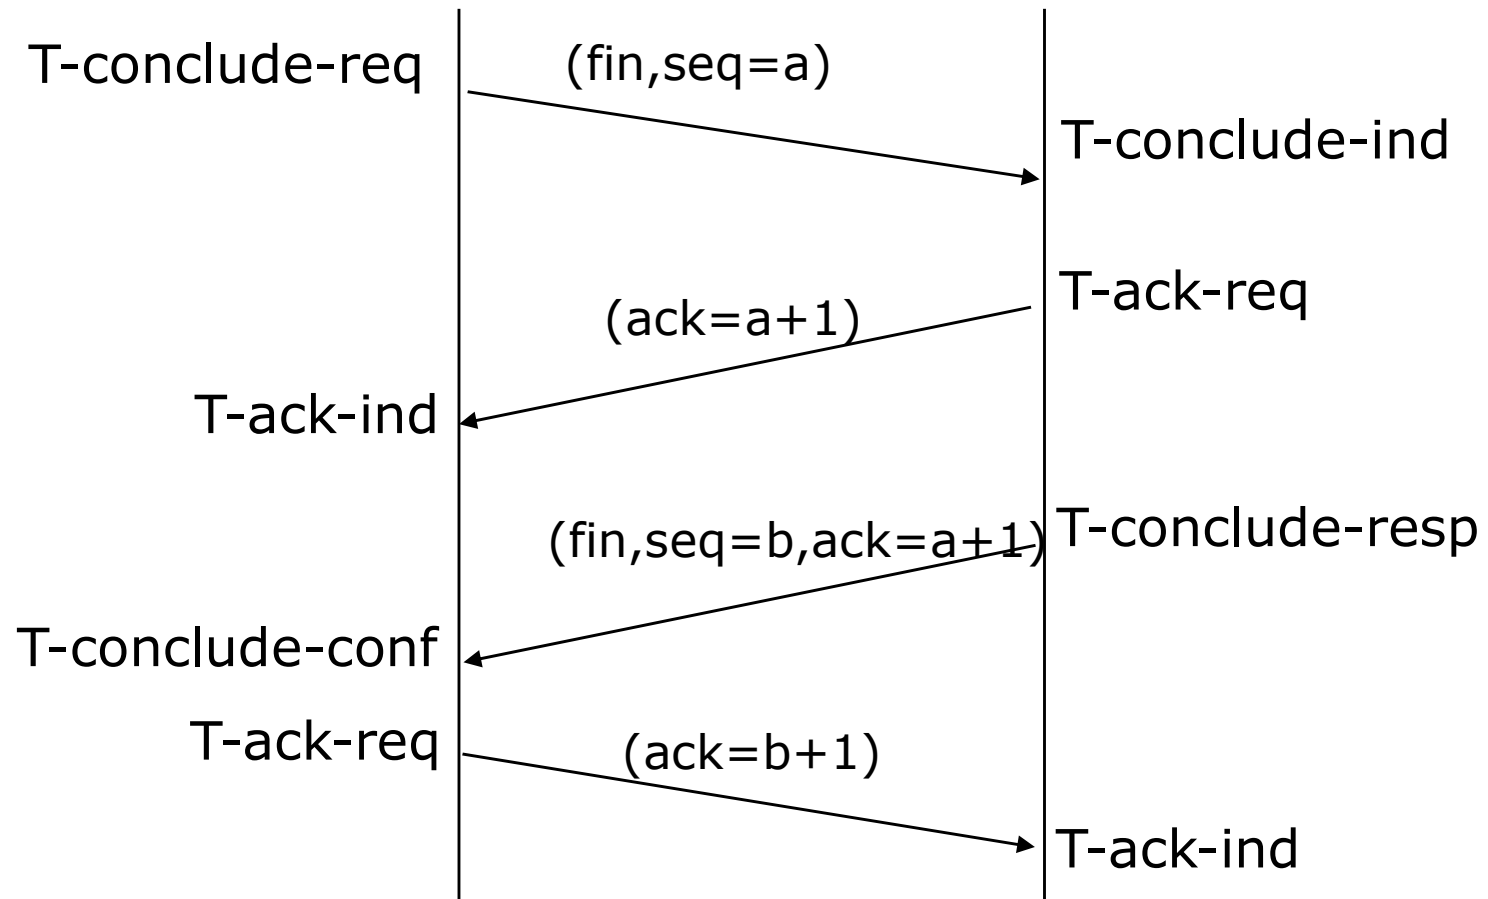 T-conclude-req
(fin,seq=a)
T-conclude-ind
T-ack-req
(ack=a+1)
T-ack-ind
T-conclude-resp
(fin,seq=b,ack=a+1)
T-conclude-conf
T-ack-req
(ack=b+1)
T-ack-ind